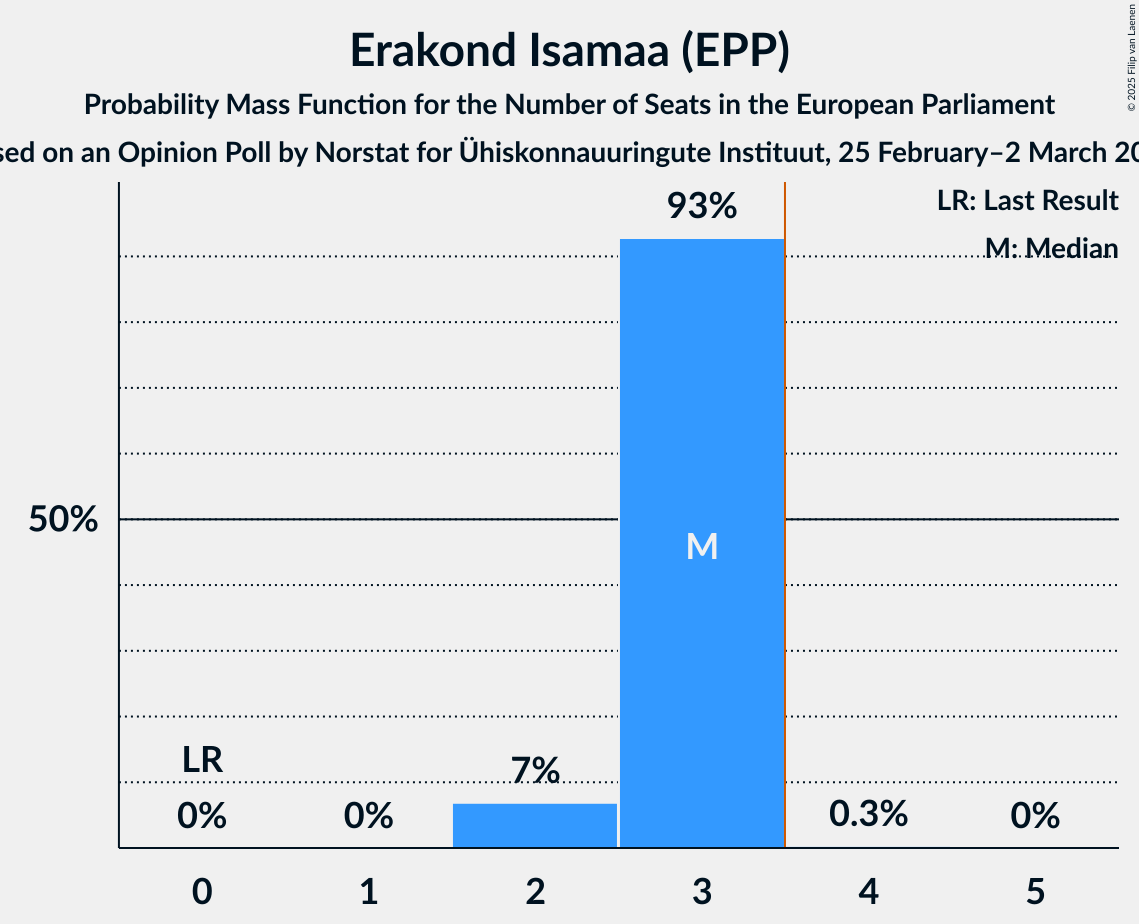 Erakond Isamaa (EPP)
Probability Mass Function for the Number of Seats in the European Parliament
on an Opinion Poll by Norstat for Ühiskonnauuringute Instituut, 25 February–2 March
© 2025 Filip van Laenen
LR: Last Result
M: Median
93%
50%
M
LR
7%
0%
0%
0.3%
0%
0 1 2 3 4 5